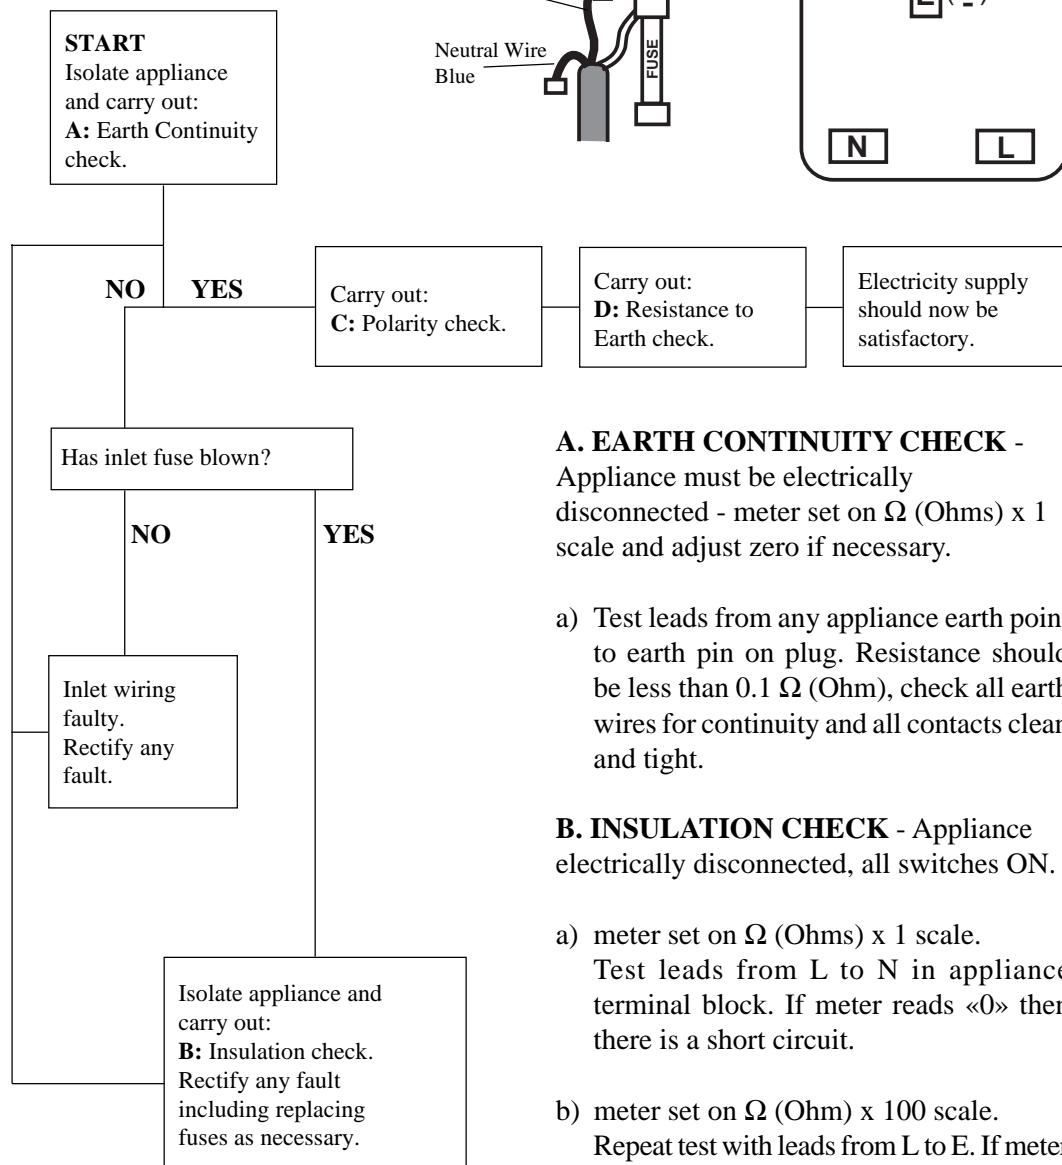 START
Isolate appliance
and carry out:
A: Earth Continuity
check.
Neutral Wire
Blue
FUSE
E
N
L
NO
YES
Carry out:
C: Polarity check.
Carry out:
D: Resistance to
Earth check.
Electricity supply
should now be
satisfactory.
Has inlet fuse blown?
NO
YES
Inlet wiring
faulty.
Rectify any
fault.
Isolate appliance and
carry out:
B: Insulation check.
Rectify any fault
including replacing
fuses as necessary.
A. EARTH CONTINUITY CHECK -
Appliance must be electrically
disconnected - meter set on Ω (Ohms) x 1
scale and adjust zero if necessary.
a) Test leads from any appliance earth poin
to earth pin on plug. Resistance should
be less than 0.1 Ω (Ohm), check all earth
wires for continuity and all contacts clean
and tight.
B. INSULATION CHECK - Appliance
electrically disconnected, all switches ON.
a) meter set on Ω (Ohms) x 1 scale.
Test leads from L to N in appliance
terminal block. If meter reads «0» then
there is a short circuit.
b) meter set on Ω (Ohm) x 100 scale.
Repeat test with leads from L to E. If meter